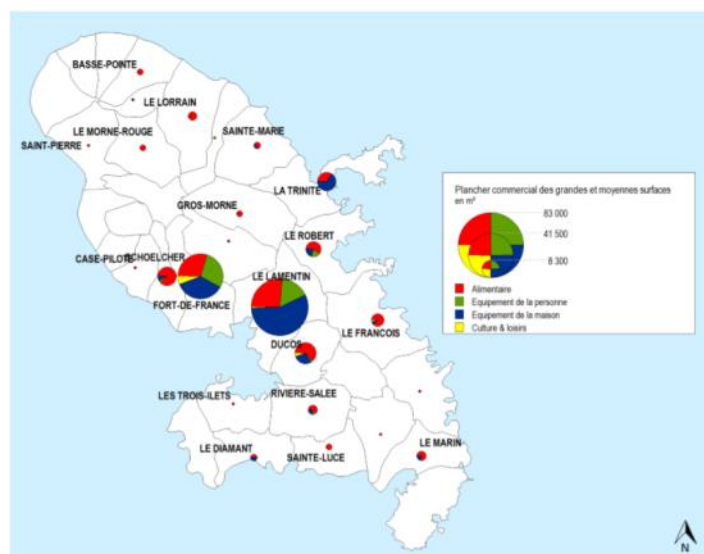 BASSE-POINTE
LE LORRAIN
LE MORNE-ROUGE
SAINTE-MARIE
SAINT-PIERRE
LA TRINITE
GROS-MORNE
LE ROBERT
CASE-PILOTE
SCHOELCHER
LE LAMENTIN
FORT-DE-FRANCE
LE FRANCOIS
DUCOS
LES TROIS-ILETS
RIVIERE-SALEE
LE DIAMANT
SAINTE-LUCE
LE MARIN
Plancher commercial des grandes et moyennes surfaces
en m²
83 000
41 500
8 300
Alimentaire
Equipement de la personne
Equipement de la maison
Culture & loisirs
N